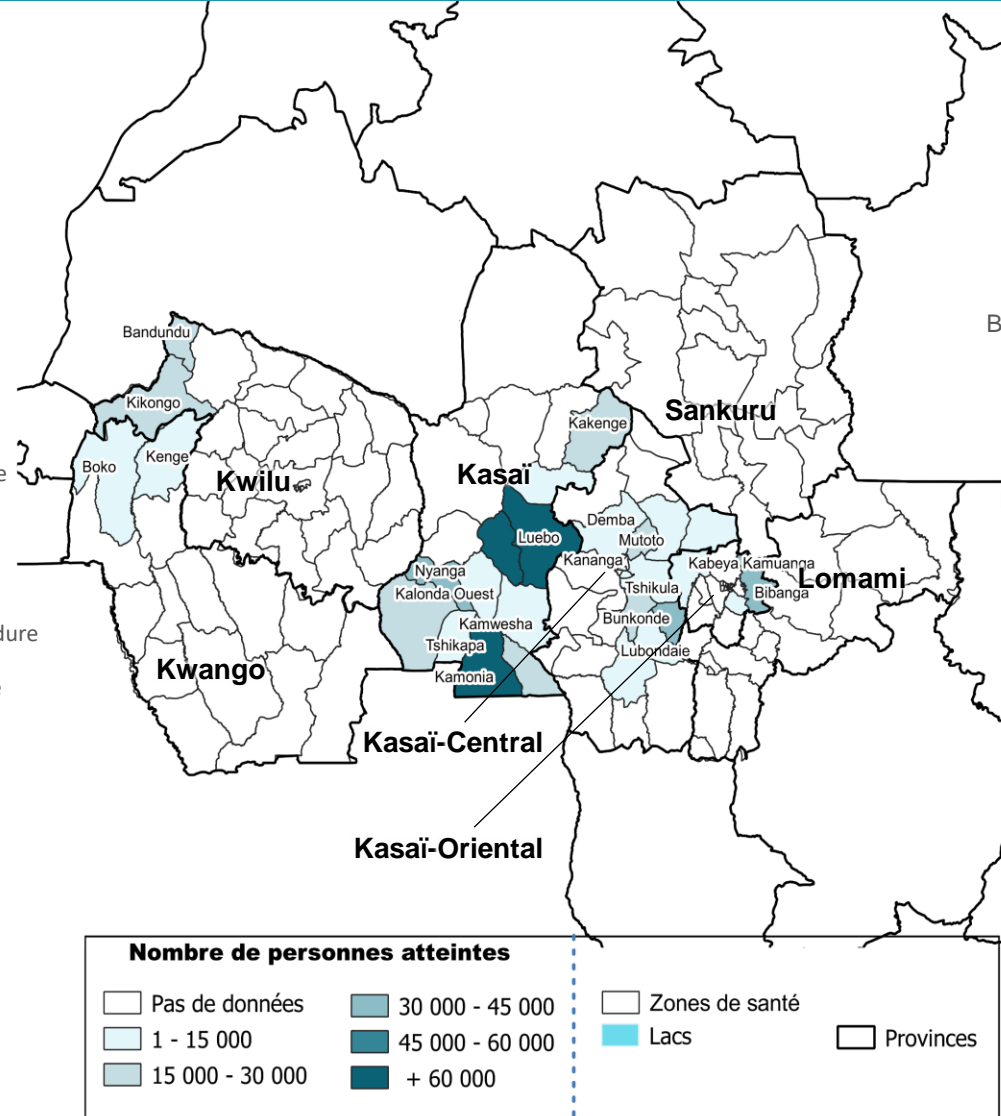 B
Bandundu
Kikongo
Sankuru
Kakenge
Boko
Kenge
e
Kwilu
Kasaï
Demba
Luebo
Mutoto
Kananga
Kabeya Kamuanga
Nyanga
Lomami
Kalonda Ouest
Tshikula
Bibanga
Bunkonde
Kamwesha
dure
Tshikapa
Lubondaie
Kwango
Kamonia
e
Kasaï-Central
Kasaï-Oriental
Nombre de personnes atteintes
Pas de données
1 - 15 000
15 000 - 30 000
30 000 - 45 000
45 000 - 60 000
+ 60 000
Zones de santé
Lacs
Provinces